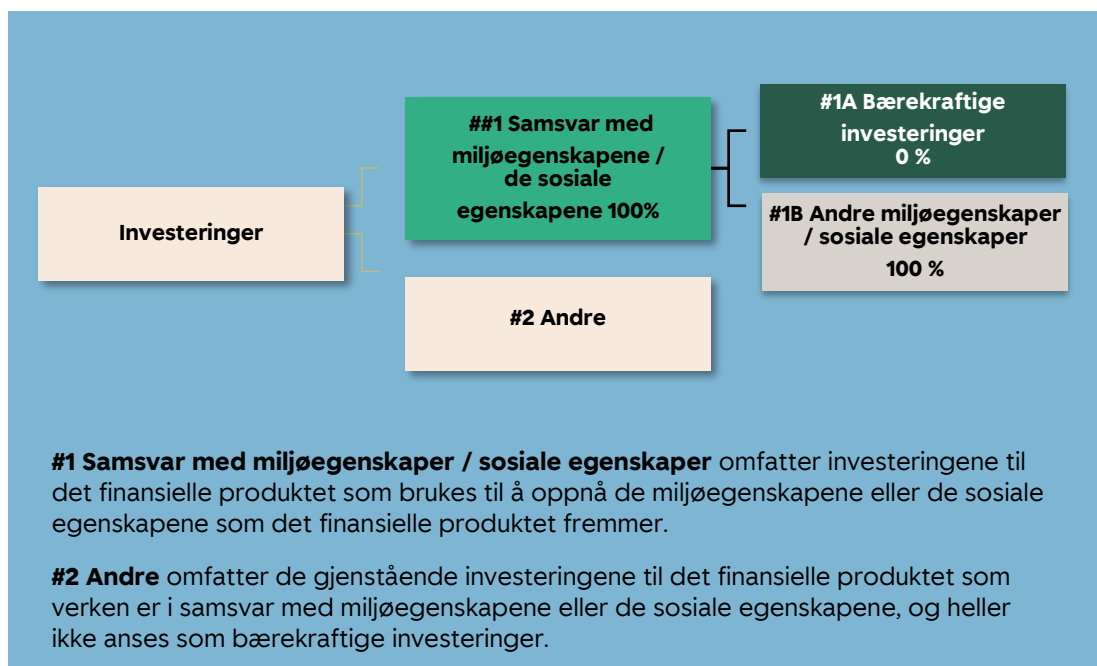 Investeringer
##1 Samsvar med
miljøegenskapene /
de sosiale
egenskapene 100%
#2 Andre
#1A Bærekraftige
investeringer
0 %
#1B Andre miljøegenskaper
/ sosiale egenskaper
100 %
#1 Samsvar med miljøegenskaper / sosiale egenskaper omfatter investeringene til
det finansielle produktet som brukes til å oppnå de miljøegenskapene eller de sosiale
egenskapene som det finansielle produktet fremmer.
#2 Andre omfatter de gjenstående investeringene til det finansielle produktet som
verken er i samsvar med miljøegenskapene eller de sosiale egenskapene, og heller
ikke anses som bærekraftige investeringer.